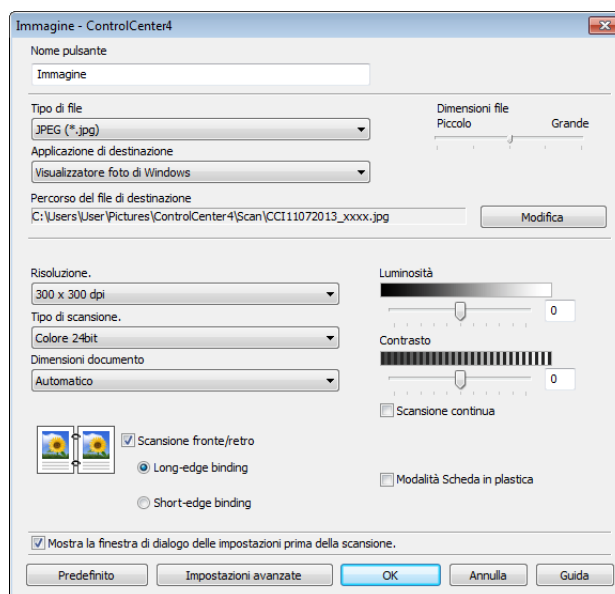 Immagine - ControlCenter4
Nome pulsante
Immagine
Tipo di file
JPEG (*.jpg)
Dimensioni file
Piccolo Grande
Applicazione di destinazione
Visualizzatore foto di Windows
Percorso del file di destinazione
C:\Users\User\Pictures\ControlCenter4\Scan\CCI11072013_xxxx.jpg
Modifica
Risoluzione.
300 x 300 dpi
Tipo di scansione.
Colore 24bit
Dimensioni documento
Automatico
Luminosità
0
Contrasto
0
Scansione continua
Scansione fronte/retro
Long-edge binding
Short-edge binding
Modalità Scheda in plastica
Mostra la finestra di dialogo delle impostazioni prima della scansione.
Predefinito Impostazioni avanzate OK Annulla Guida